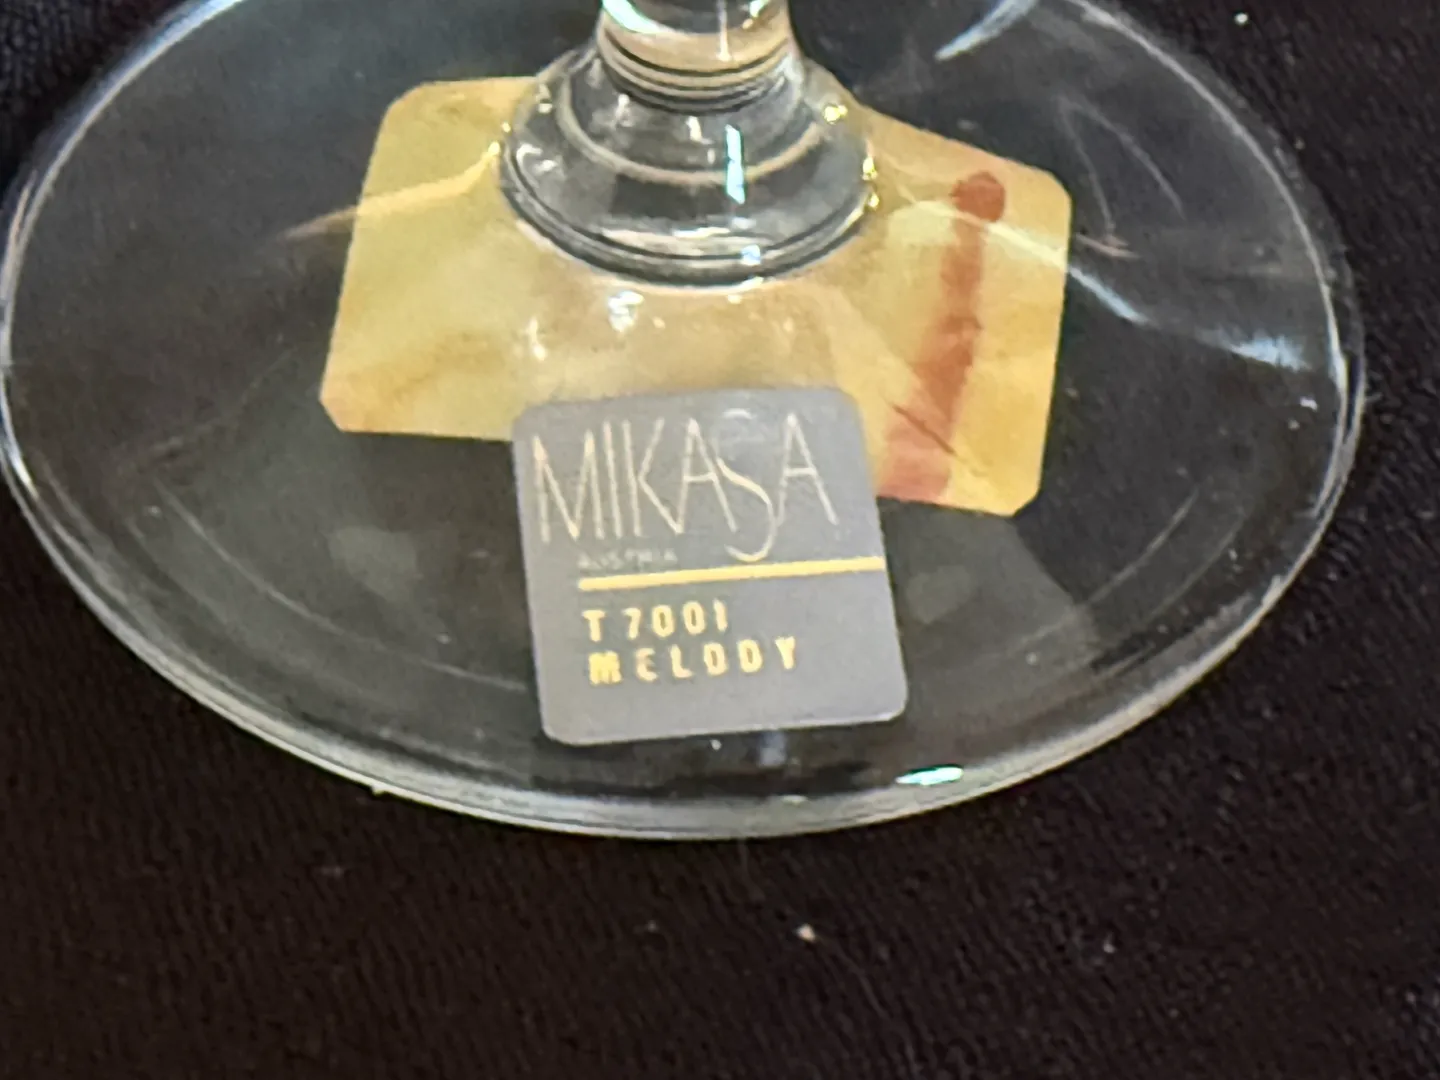 MIKASA
AUSTRIA
T 7001
MELODY